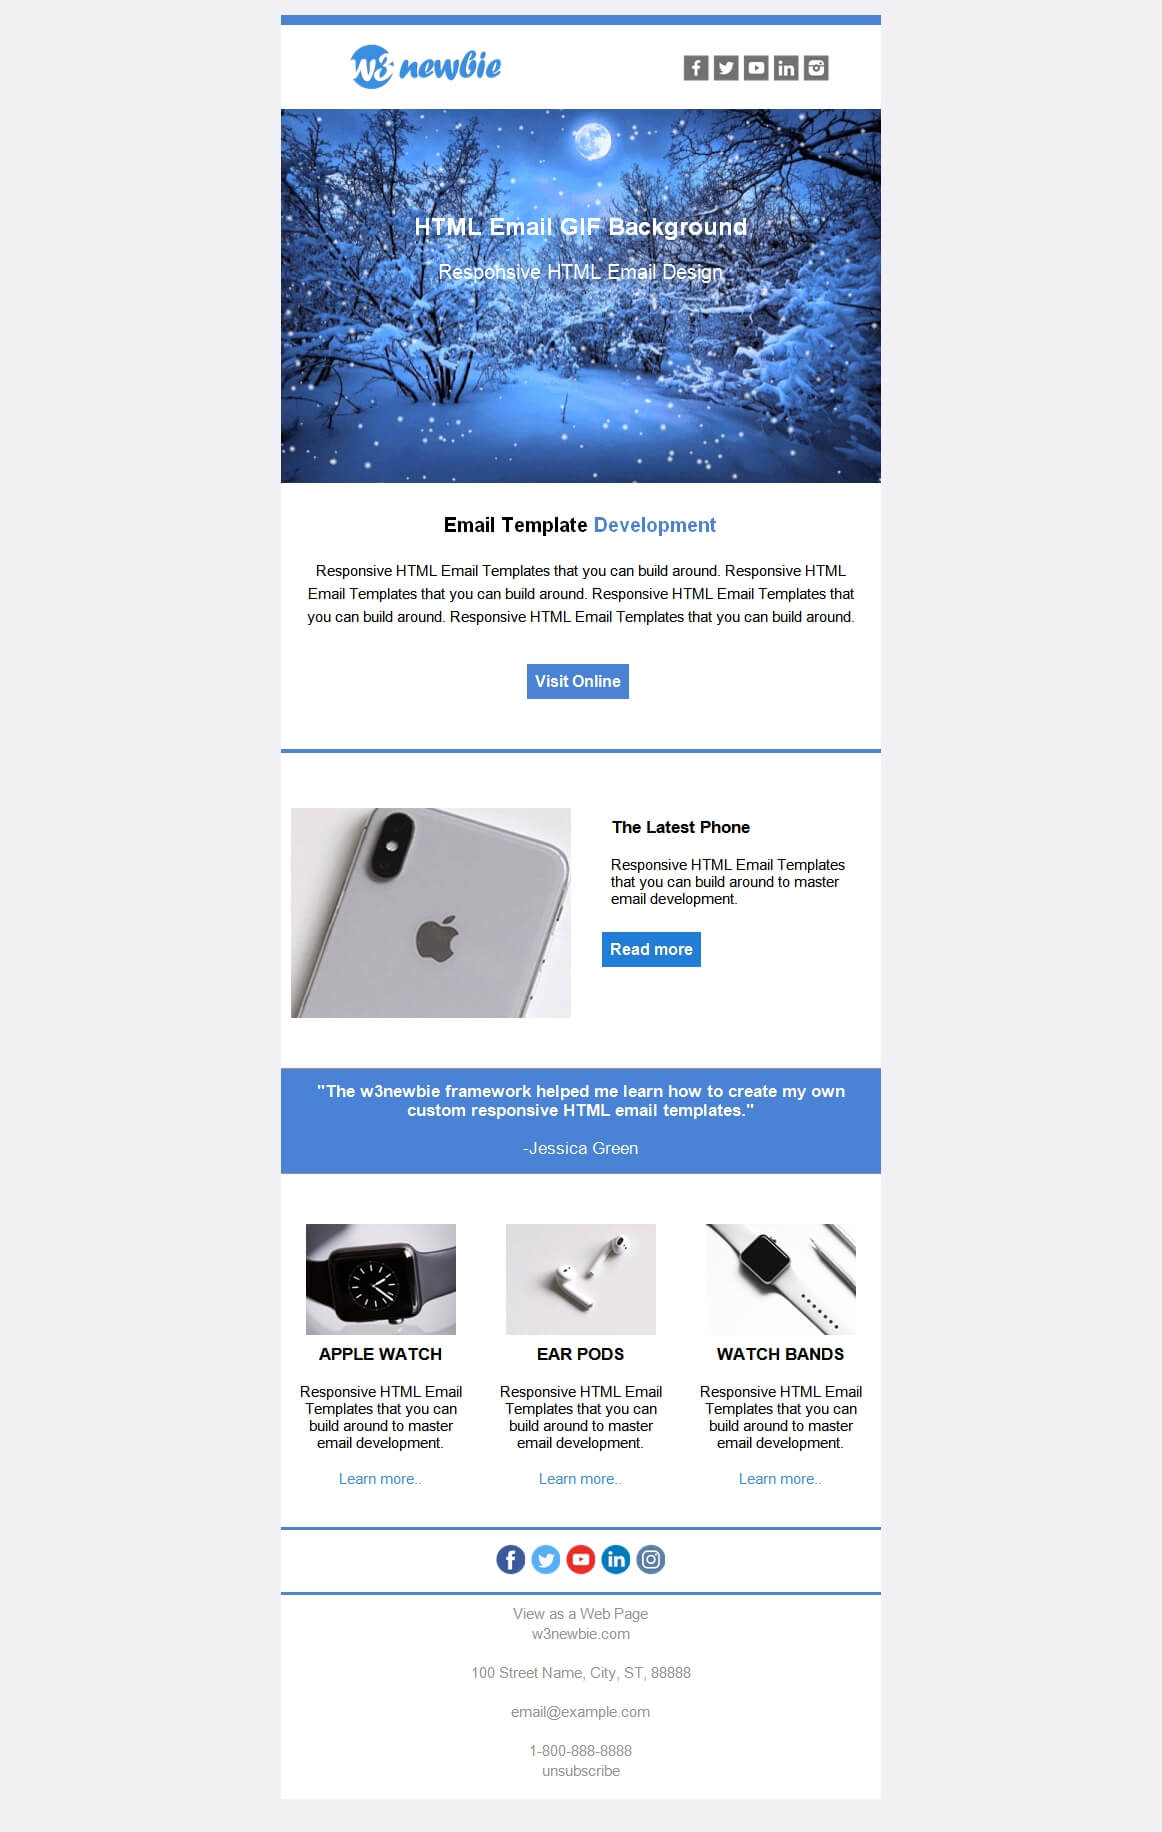 W3 newbie
HTML Email GIF Background
Responsive HTML Email Design
Email Template Development
Responsive HTML Email Templates that you can build around. Responsive HTML
Email Templates that you can build around. Responsive HTML Email Templates that
you can build around. Responsive HTML Email Templates that you can build around.
Visit Online
The Latest Phone
Responsive HTML Email Templates
that you can build around to master
email development.
Read more
"The w3newbie framework helped me learn how to create my own
custom responsive HTML email templates."
-Jessica Green
APPLE WATCH
Responsive HTML Email
Templates that you can
build around to master
email development.
Learn more..
EAR PODS
Responsive HTML Email
Templates that you can
build around to master
email development.
Learn more..
WATCH BANDS
Responsive HTML Email
Templates that you can
build around to master
email development.
Learn more..
View as a Web Page
w3newbie.com
100 Street Name, City, ST, 88888
email@example.com
1-800-888-8888
unsubscribe